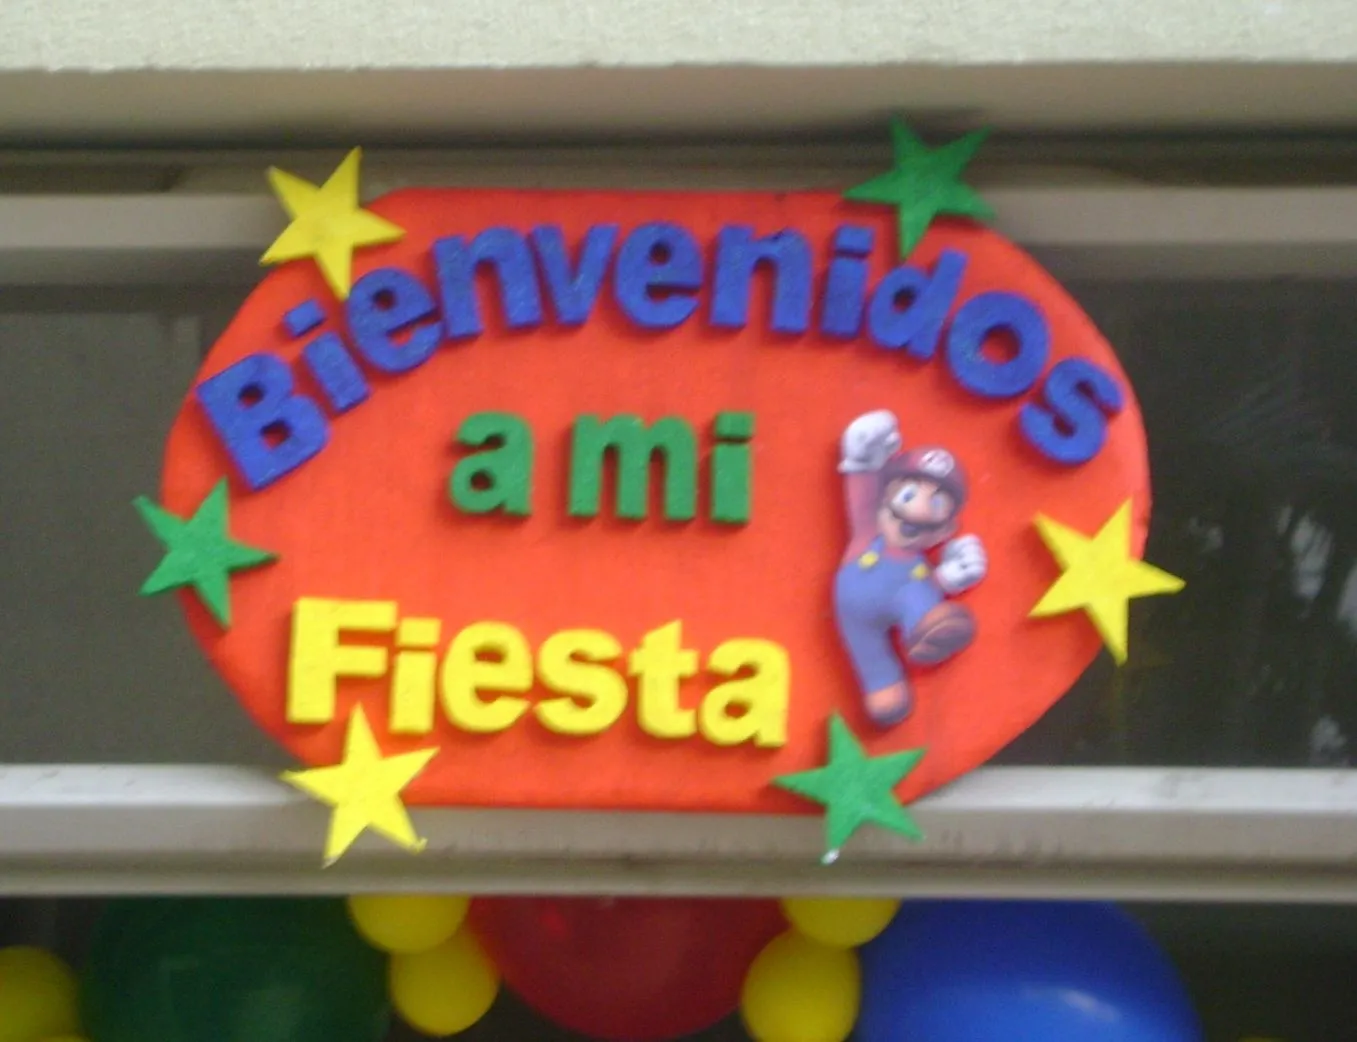 Bienvenidos
a mi
Fiesta